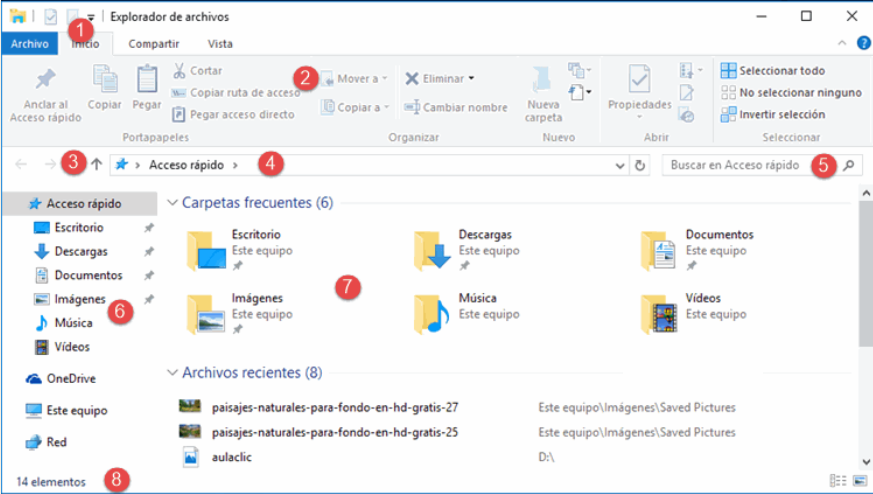 Explorador de archivos
1
Archivo Inicio Compartir Vista
Anclar al Acceso rápido
Copiar
Pegar
Cortar
Copiar ruta de acceso
Pegar acceso directo
Portapapeles
2
Mover a
Copiar a
Eliminar
Cambiar nombre
Organizar
Nueva carpeta
Nuevo
Propiedades
Abrir
Seleccionar todo
No seleccionar ninguno
Invertir selección
Seleccionar
3
Acceso rápido
4
Buscar en Acceso rápido
5
Acceso rápido
Escritorio
Descargas
Documentos
Imágenes
6
Música
Vídeos
OneDrive
Este equipo
Red
Carpetas frecuentes (6)
Escritorio
Este equipo
Descargas
Este equipo
Documentos
Este equipo
7
Imágenes
Este equipo
Música
Este equipo
Vídeos
Este equipo
Archivos recientes (8)
paisajes-naturales-para-fondo-en-hd-gratis-27 Este equipo\Imágenes\Saved Pictures
paisajes-naturales-para-fondo-en-hd-gratis-25 Este equipo\Imágenes\Saved Pictures
aulaclic D:\
14 elementos
8